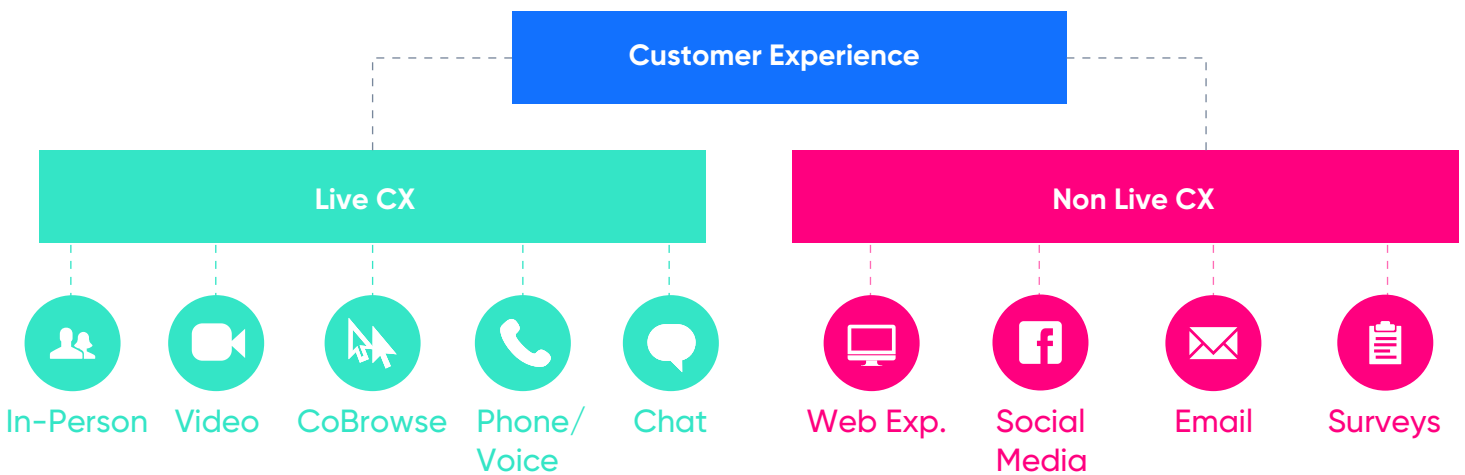 Customer Experience
Live CX
Non Live CX
In-Person
Video
CoBrowse
Phone/
Voice
Chat
Web Exp.
Social
Media
Email
Surveys